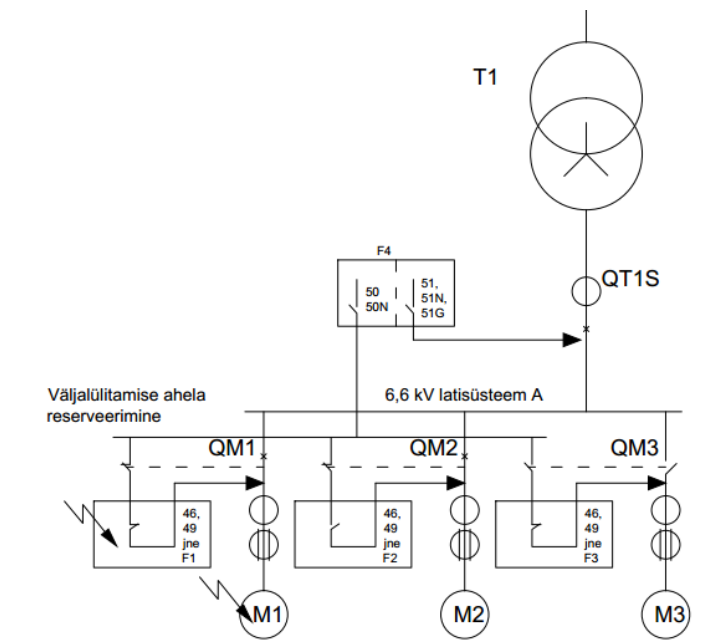 T1
F4
QT1S
50
50N
51,
51N,
51G
Väljalülitamise ahela
reserveerimine
6,6 kV latisüsteem A
QM1
QM2
QM3
46,
49
jne
F1
46,
49
jne
F2
46,
49
jne
F3
M1
M2
M3